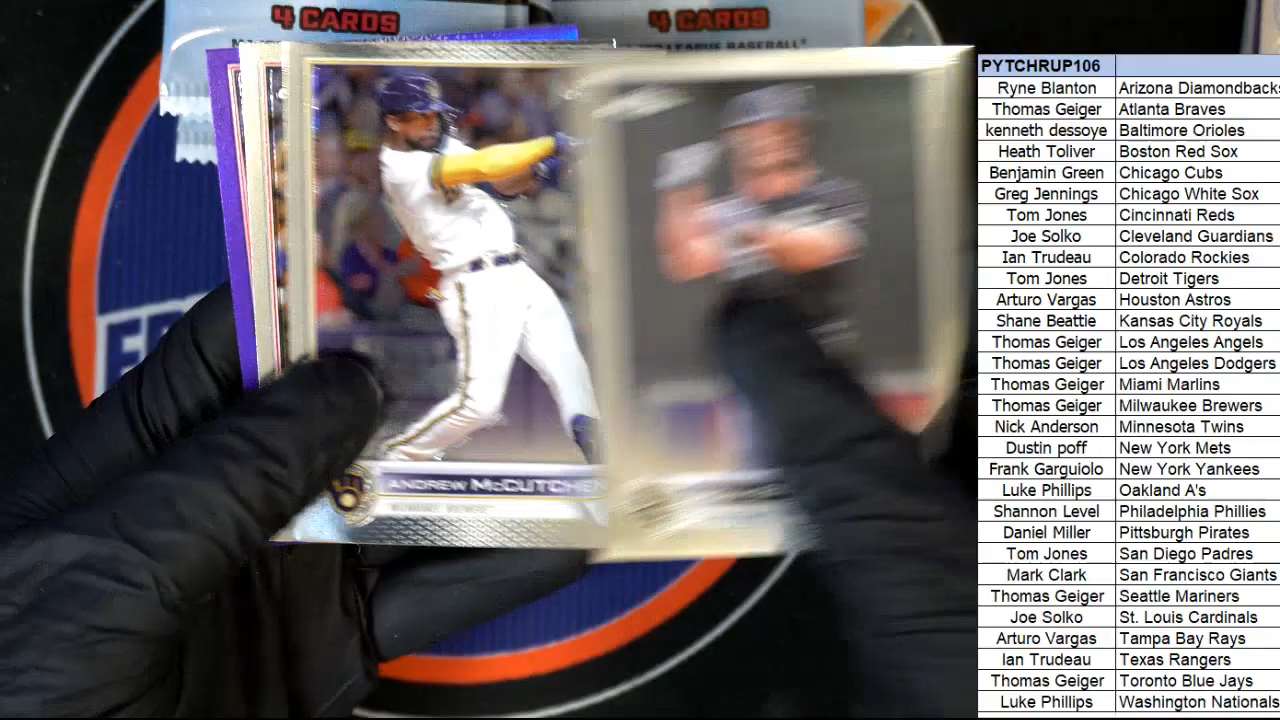 4 CARDS
4 CARDS
LEAGUE BASEBALL
ANDREW McCUTCHEN
PYTCHRUP106
Ryne Blanton Arizona Diamondbacks
Thomas Geiger Atlanta Braves
kenneth dessoye Baltimore Orioles
Heath Toliver Boston Red Sox
Benjamin Green Chicago Cubs
Greg Jennings Chicago White Sox
Tom Jones Cincinnati Reds
Joe Solko Cleveland Guardians
Ian Trudeau Colorado Rockies
Tom Jones Detroit Tigers
Arturo Vargas Houston Astros
Shane Beattie Kansas City Royals
Thomas Geiger Los Angeles Angels
Thomas Geiger Los Angeles Dodgers
Thomas Geiger Miami Marlins
Thomas Geiger Milwaukee Brewers
Nick Anderson Minnesota Twins
Dustin poff New York Mets
Frank Garguiolo New York Yankees
Luke Phillips Oakland A's
Shannon Level Philadelphia Phillies
Daniel Miller Pittsburgh Pirates
Tom Jones San Diego Padres
Mark Clark San Francisco Giants
Thomas Geiger Seattle Mariners
Joe Solko St. Louis Cardinals
Arturo Vargas Tampa Bay Rays
Ian Trudeau Texas Rangers
Thomas Geiger Toronto Blue Jays
Luke Phillips Washington Nationals